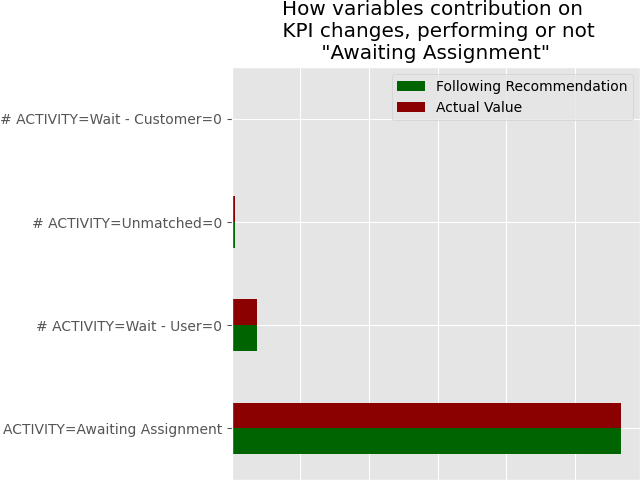 How variables contribution on
KPI changes, performing or not
"Awaiting Assignment"
Following Recommendation
Actual Value
# ACTIVITY=Wait - Customer=0
# ACTIVITY=Unmatched=0
# ACTIVITY=Wait - User=0
ACTIVITY=Awaiting Assignment